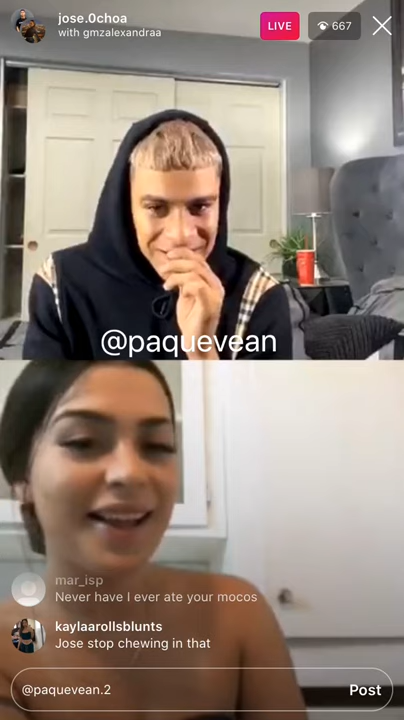 jose.0choa
with gmzalexandraa
LIVE
667
@paquevean
mar_isp
Never have I ever ate your mocos
kaylaarollsblunts
Jose stop chewing in that
@paquevean.2
Post